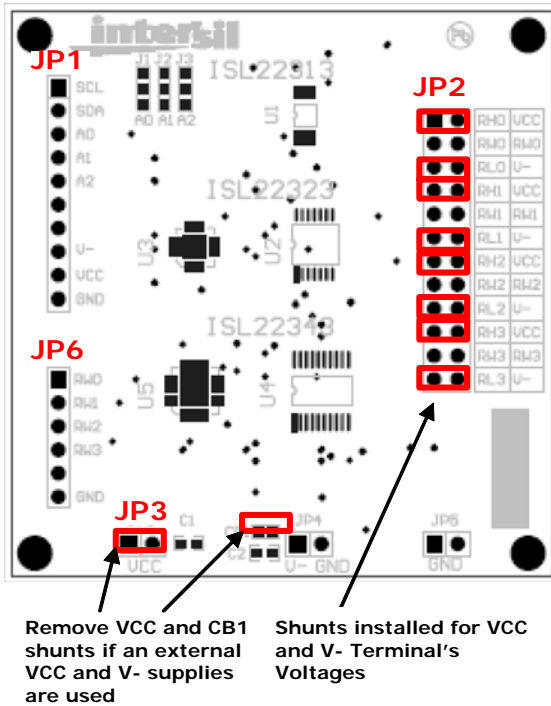 intersil
Pb
JP1
J1 J2 J3
ISL22313
JP2
SCL
SDA
A0
A1
A2
V-
VCC
GND
A0 A1 A2
U1
RH0 VCC
RW0 RW0
RL0 V-
RH1 VCC
RW1 RW1
RL1 V-
RH2 VCC
RW2 RW2
RL2 V-
RH3 VCC
RW3 RW3
RL3 V-
ISL22323
U3
U2
ISL22343
JP6
U5
U4
RW0
RW1
RW2
RW3
GND
JP3
C1
JP4
JP5
VCC
C2
V- GND
GND
Remove VCC and CB1
shunts if an external
VCC and V- supplies
are used
Shunts installed for VCC
and V- Terminal's
Voltages